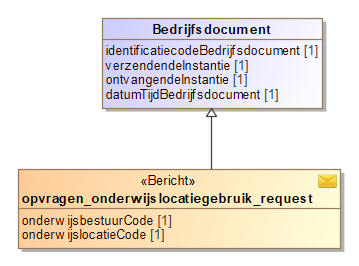 Bedrijfsdocument
identificatiecodeBedrijfsdocument [1]
verzendendeInstantie [1]
ontvangendeInstantie [1]
datumTijdBedrijfsdocument [1]
«Bericht»
opvragen_onderwijslocatiegebruik_request
onderwijsbestuurCode [1]
onderwijslocatieCode [1]